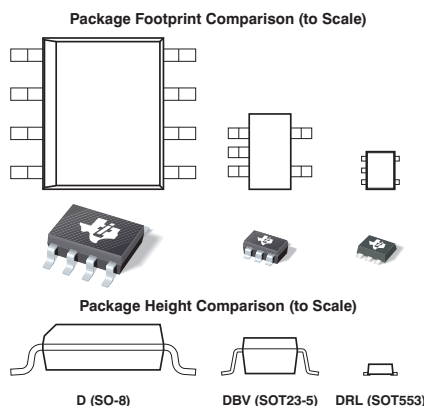 Package Footprint Comparison (to Scale)
Package Height Comparison (to Scale)
D (SO-8) DBV (SOT23-5) DRL (SOT553)